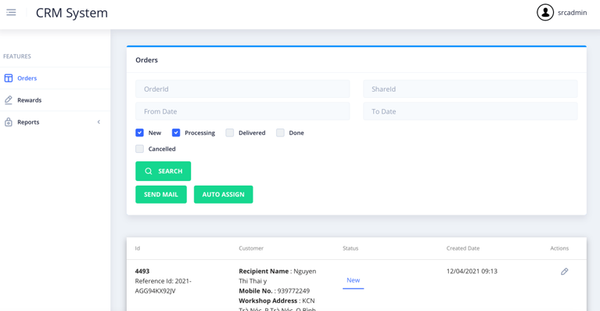 CRM System
srcadmin
FEATURES
Orders
Rewards
Reports
Orders
OrderId
ShareId
From Date
To Date
New
Processing
Delivered
Done
Cancelled
SEARCH
SEND MAIL
AUTO ASSIGN
Id
Customer
Status
Created Date
Actions
4493
Reference Id: 2021-
AGG94KX92JV
Recipient Name : Nguyen
Thi Thai y
Mobile No. : 939772249
Workshop Address : KCN
New
12/04/2021 09:13